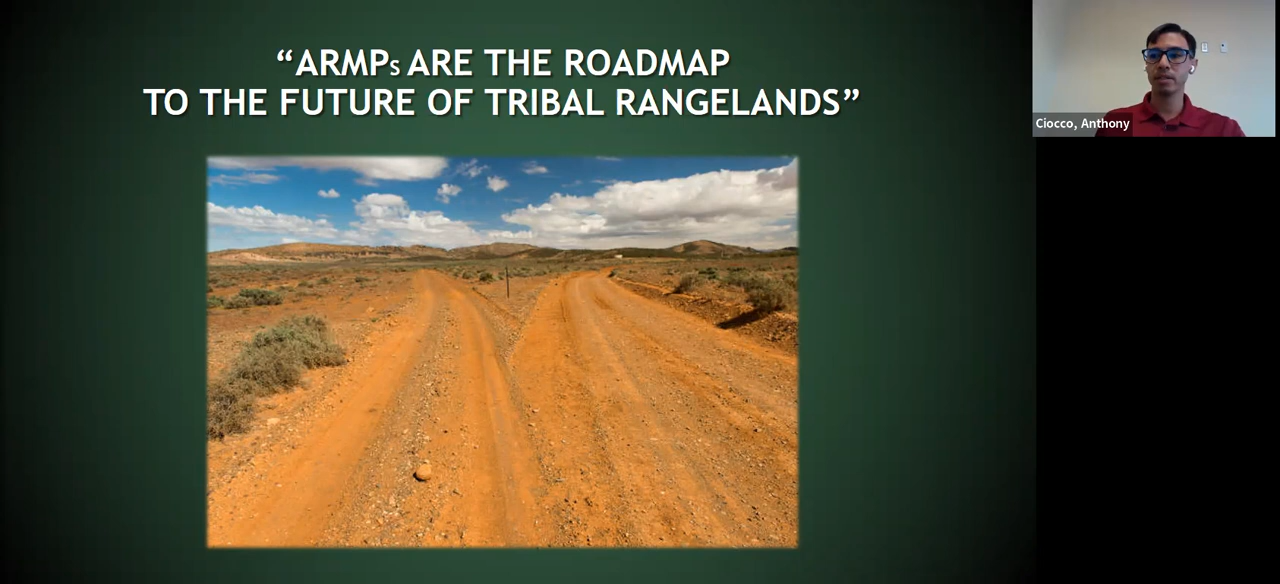 “ARMPs ARE THE ROADMAP
TO THE FUTURE OF TRIBAL RANGELANDS”
Ciocco, Anthony